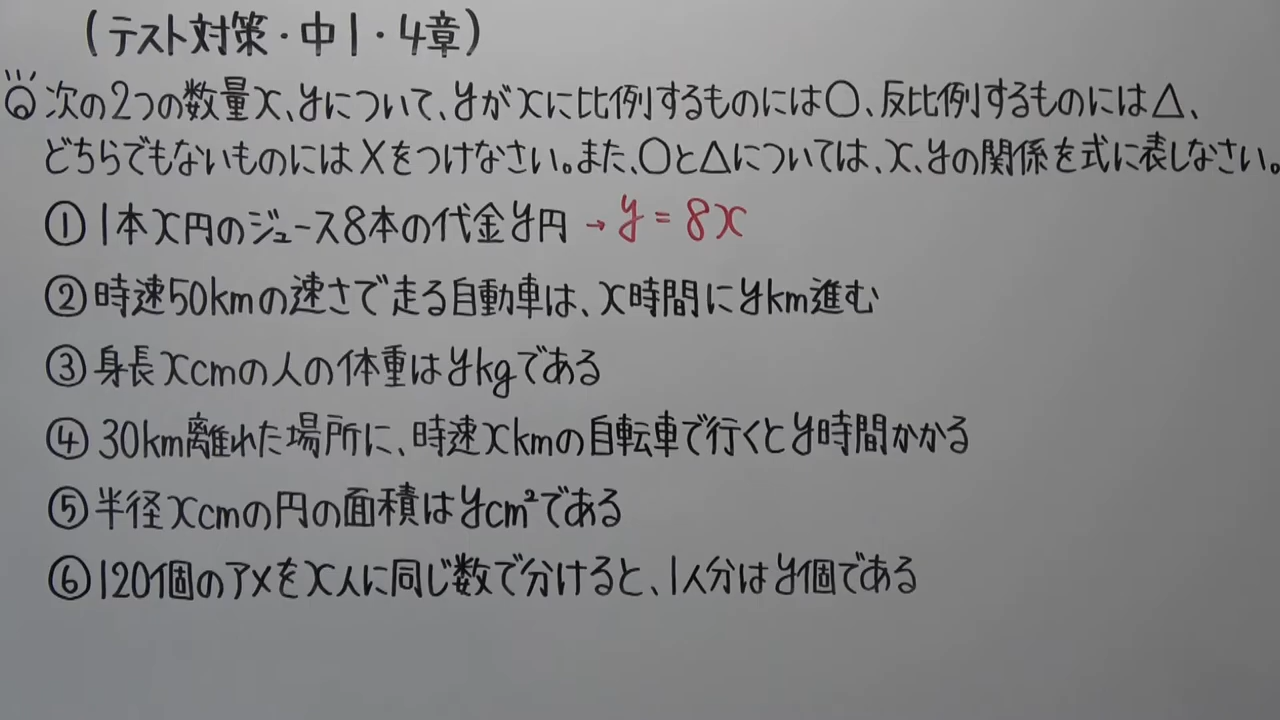 (テスト対策・中1・4章)
次の2つの数量x、yについて、yがxに比例するものには○、反比例するものには△、
どちらでもないものには×をつけなさい。また、○と△については、x、yの関係を式に表しなさい。
① 1本x円のジュース8本の代金y円 → y = 8x
② 時速50kmの速さで走る自動車は、x時間にykm進む
③ 身長xcmの人の体重はykgである
④ 30km離れた場所に、時速xkmの自転車で行くとy時間かかる
⑤ 半径xcmの円の面積はycm²である
⑥ 120個のアメをx人に同じ数で分けると、1人分はy個である